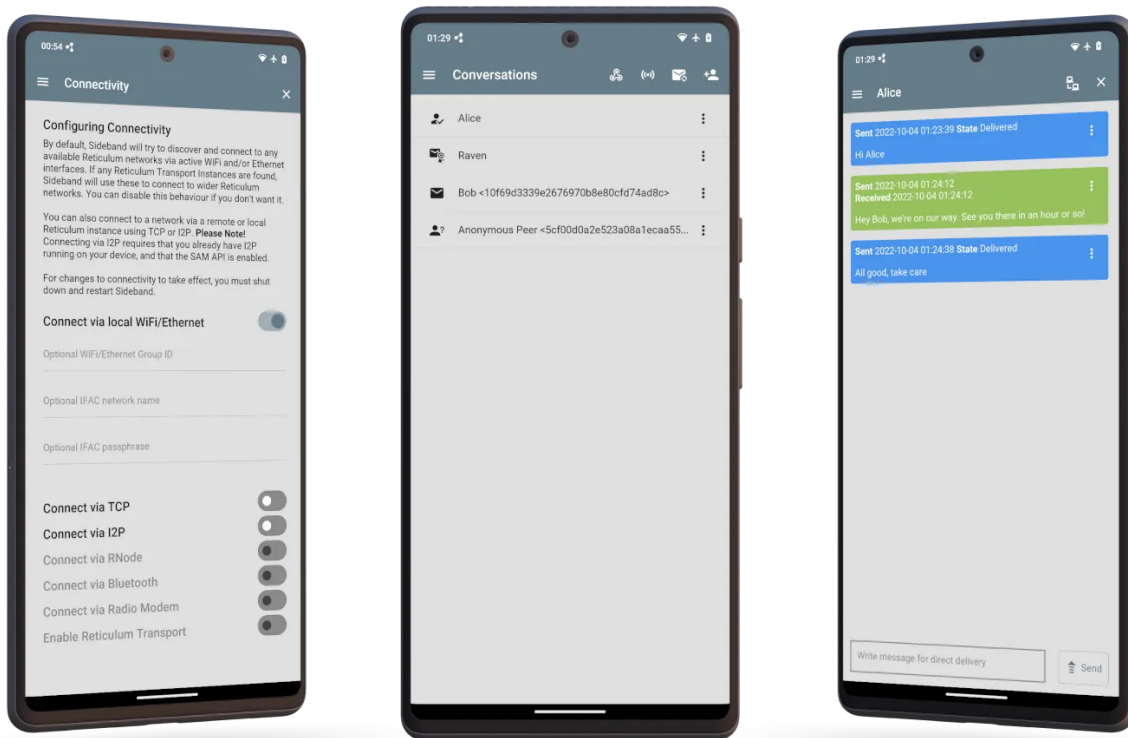 00:54
Connectivity
Configuring Connectivity
By default, Sideband will try to discover and connect to any
available Reticulum networks via active WiFi and/or Ethernet
interfaces. If any Reticulum Transport Instances are found,
Sideband will use these to connect to wider Reticulum
networks. You can disable this behaviour if you don't want it.
You can also connect to a network via a remote or local
Reticulum instance using TCP or I2P. Please Note!
Connecting via I2P requires that you already have I2P
running on your device, and that the SAM API is enabled.
For changes to connectivity to take effect, you must shut
down and restart Sideband.
Connect via local WiFi/Ethernet
Optional WiFi/Ethernet Group ID
Optional IFAC network name
Optional IFAC passphrase
Connect via TCP
Connect via I2P
Connect via RNode
Connect via Bluetooth
Connect via Radio Modem
Enable Reticulum Transport
01:29
Conversations
Alice
Raven
Bob <10f69d3339e2676970b8e80cfd74ad8c>
Anonymous Peer <5cf00d0a2e523a08a1ecaa55...
01:29
Alice
Sent 2022-10-04 01:23:39 State Delivered
Hi Alice
Sent 2022-10-04 01:24:12
Received 2022-10-04 01:24:12
Hey Bob, we're on our way. See you there in an hour or so!
Sent 2022-10-04 01:24:38 State Delivered
All good, take care
Write message for direct delivery
Send